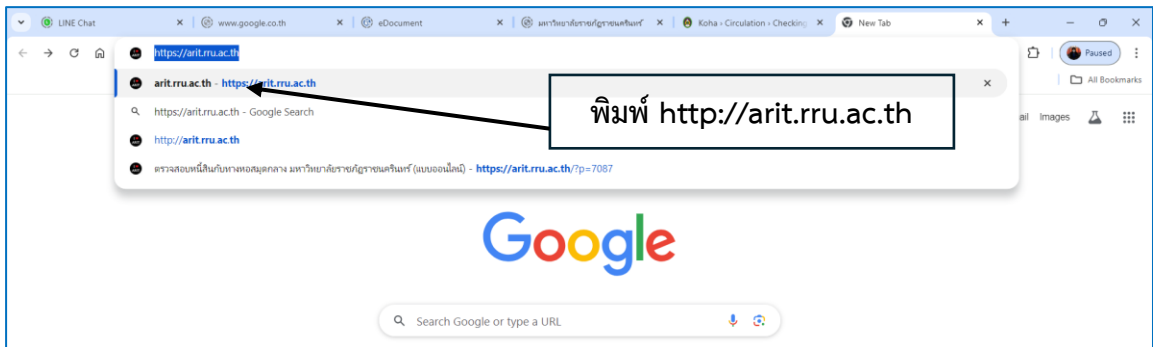 LINE Chat
www.google.co.th
eDocument
มหาวิทยาลัยราชภัฏราชนครินทร์
Koha › Circulation › Checking
New Tab
https://arit.rru.ac.th
Paused
arit.rru.ac.th - https://arit.rru.ac.th
All Bookmarks
https://arit.rru.ac.th - Google Search
พิมพ์ http://arit.rru.ac.th
ail Images
http://arit.rru.ac.th
ตรวจสอบหนี้สินกับทางหอสมุดกลาง มหาวิทยาลัยราชภัฏราชนครินทร์ (แบบออนไลน์) - https://arit.rru.ac.th/?p=7087
Google
Search Google or type a URL